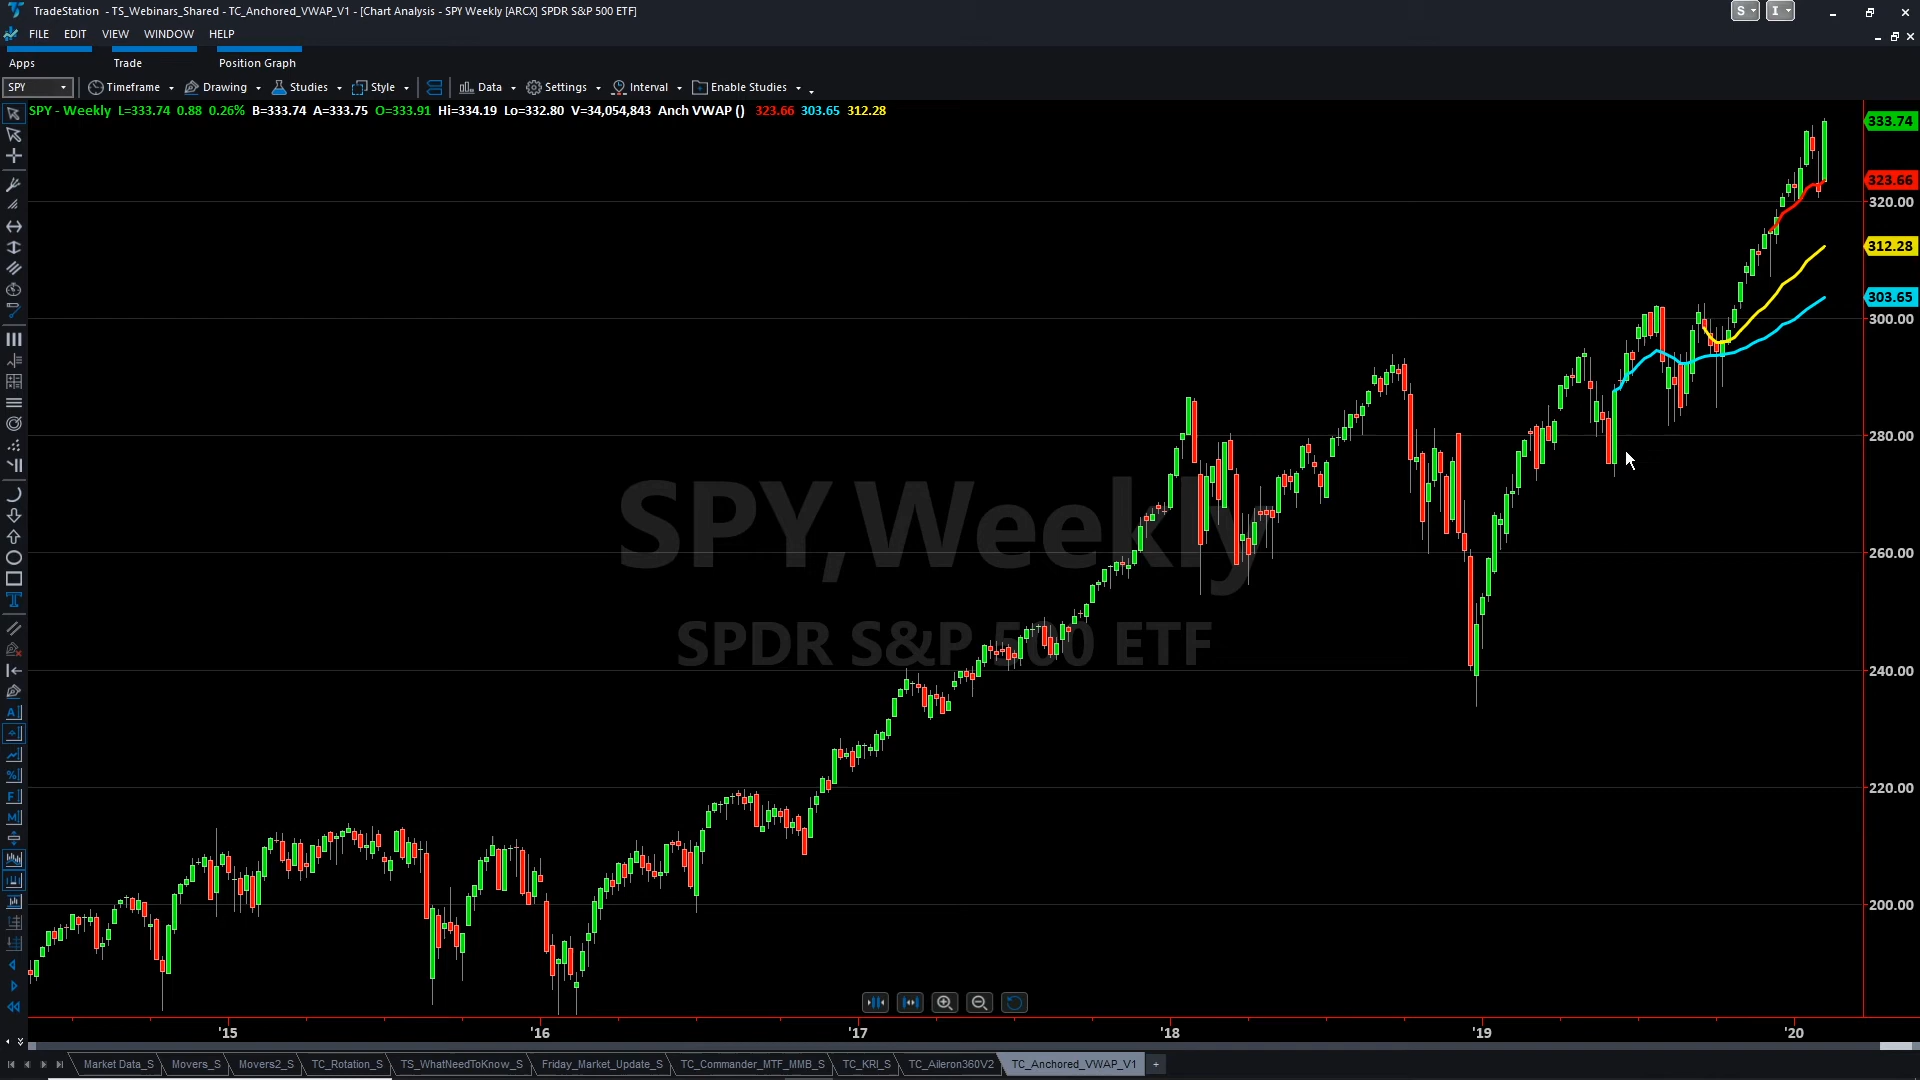 TradeStation - TS_Webinars_Shared - TC_Anchored_VWAP_V1 - [Chart Analysis - SPY Weekly [ARCX] SPDR S&P 500 ETF]
S I
FILE EDIT VIEW WINDOW HELP
Apps Trade Position Graph
SPY Timeframe Drawing Studies Style Data Settings Interval Enable Studies
SPY - Weekly L=333.74 0.88 0.26% B=333.74 A=333.75 O=333.91 Hi=334.19 Lo=332.80 V=34,054,843 Anch VWAP () 323.66 303.65 312.28
333.74
323.66
320.00
312.28
303.65
300.00
280.00
260.00
240.00
220.00
200.00
SPY,Weekly
SPDR S&P 500 ETF
'15 '16 '17 '18 '19 '20
Market Data_S Movers_S Movers2_S TC_Rotation_S TS_WhatNeedToKnow_S Friday_Market_Update_S TC_Commander_MTF_MMB_S TC_KRI_S TC_Aileron360V2 TC_Anchored_VWAP_V1 +